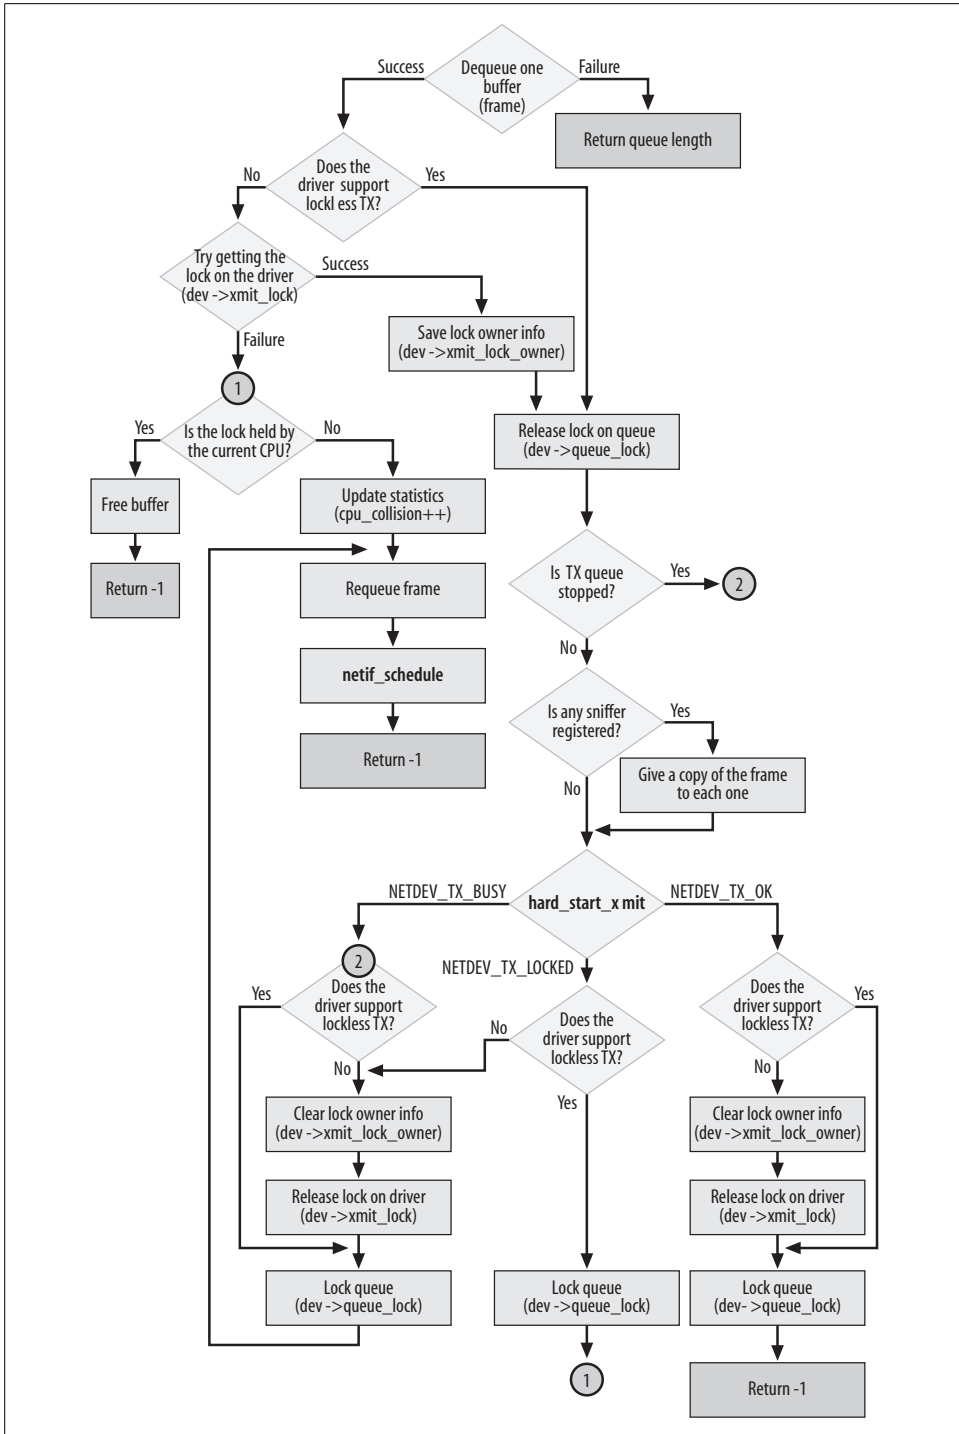 Success
Dequeue one
buffer
(frame)
Failure
Return queue length
No
Does the
driver support
lockl ess TX?
Yes
Try getting the
lock on the driver
(dev ->xmit_lock)
Success
Save lock owner info
(dev ->xmit_lock_owner)
Failure
1
Yes
Is the lock held by
the current CPU?
No
Release lock on queue
(dev ->queue_lock)
Free buffer
Update statistics
(cpu_collision++)
Return -1
Requeue frame
Is TX queue
stopped?
Yes
2
No
netif_schedule
Is any sniffer
registered?
Yes
Return -1
Give a copy of the frame
to each one
No
NETDEV_TX_BUSY
hard_start_x mit
NETDEV_TX_OK
2
NETDEV_TX_LOCKED
Yes
Does the
driver support
lockless TX?
No
No
Does the
driver support
lockless TX?
Yes
Does the
driver support
lockless TX?
Yes
No
Clear lock owner info
(dev ->xmit_lock_owner)
Clear lock owner info
(dev ->xmit_lock_owner)
Release lock on driver
(dev ->xmit_lock)
Release lock on driver
(dev ->xmit_lock)
Lock queue
(dev ->queue_lock)
Lock queue
(dev ->queue_lock)
Lock queue
(dev- >queue_lock)
1
Return -1